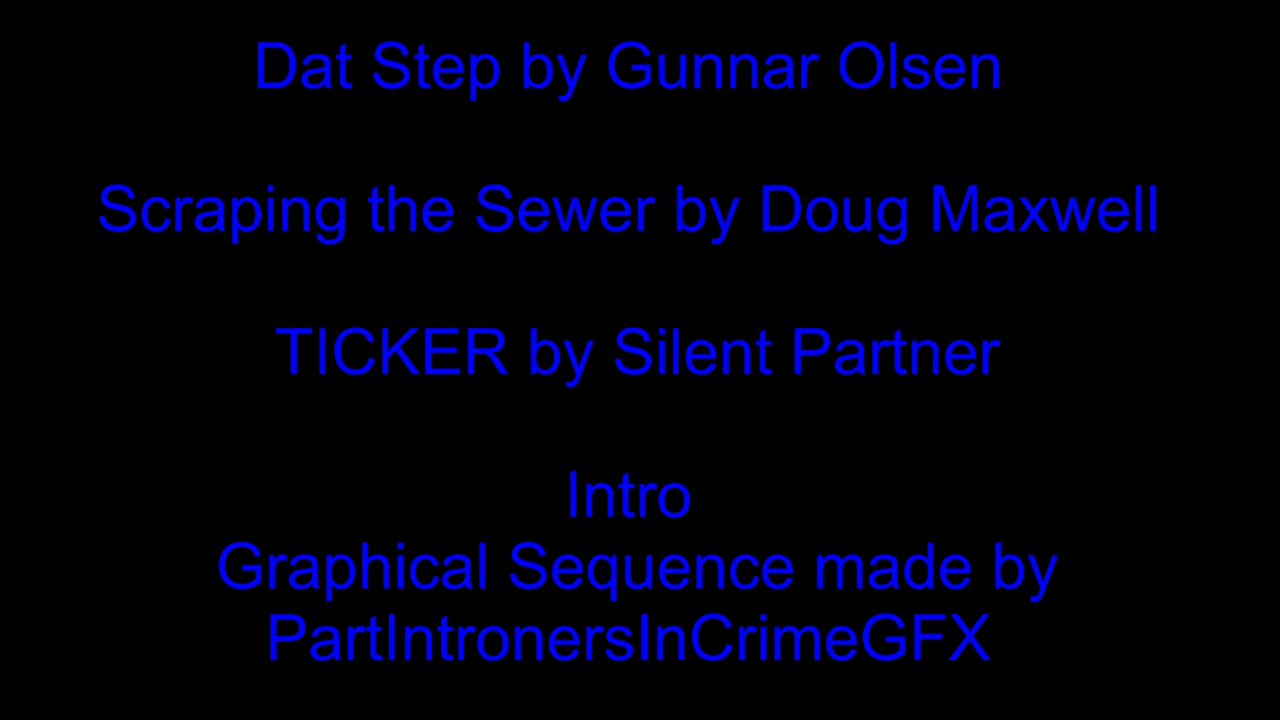 Dat Step by Gunnar Olsen
Scraping the Sewer by Doug Maxwell
TICKER by Silent Partner
Intro
Graphical Sequence made by
PartIntronersInCrimeGFX